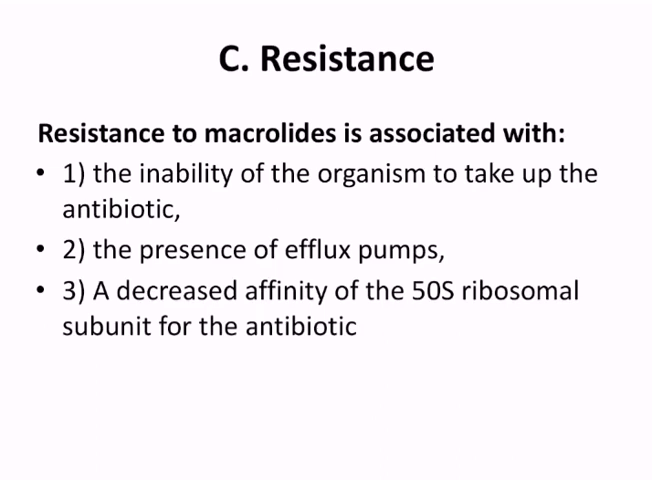 C. Resistance
Resistance to macrolides is associated with:
• 1) the inability of the organism to take up the
antibiotic,
• 2) the presence of efflux pumps,
• 3) A decreased affinity of the 50S ribosomal
subunit for the antibiotic